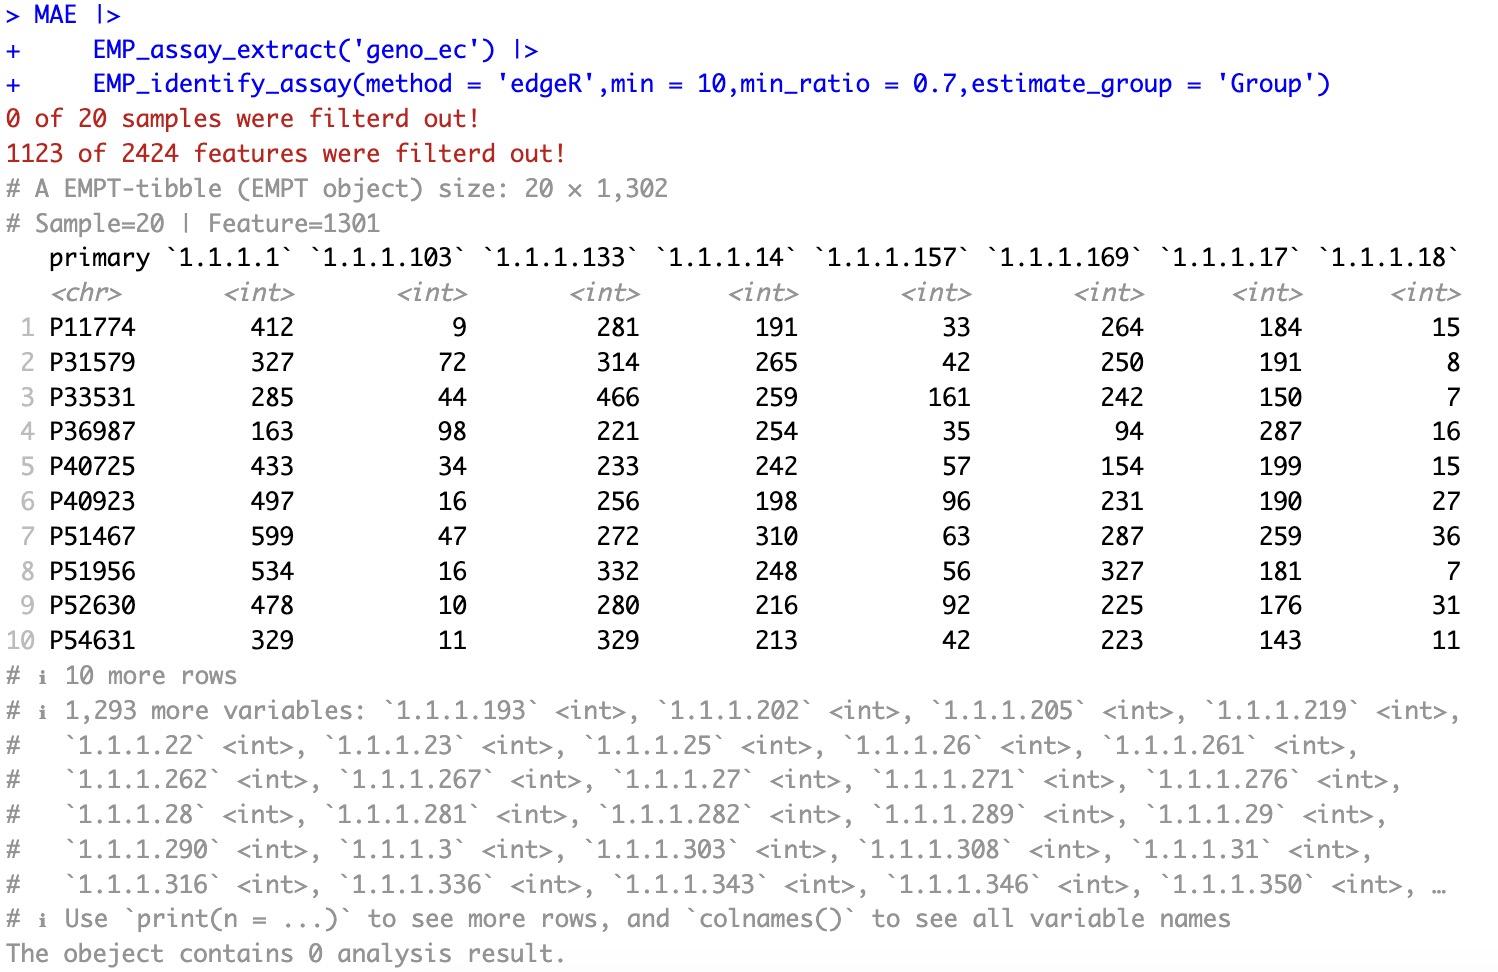 > MAE |>
+     EMP_assay_extract('geno_ec') |>
+     EMP_identify_assay(method = 'edgeR',min = 10,min_ratio = 0.7,estimate_group = 'Group')
0 of 20 samples were filterd out!
1123 of 2424 features were filterd out!
# A EMPT-tibble (EMPT object) size: 20 × 1,302
# Sample=20 | Feature=1301
   primary `1.1.1.1` `1.1.1.103` `1.1.1.133` `1.1.1.14` `1.1.1.157` `1.1.1.169` `1.1.1.17` `1.1.1.18`
   <chr>       <int>       <int>       <int>      <int>       <int>       <int>      <int>      <int>
 1 P11774        412           9         281        191          33         264        184         15
 2 P31579        327          72         314        265          42         250        191          8
 3 P33531        285          44         466        259         161         242        150          7
 4 P36987        163          98         221        254          35          94        287         16
 5 P40725        433          34         233        242          57         154        199         15
 6 P40923        497          16         256        198          96         231        190         27
 7 P51467        599          47         272        310          63         287        259         36
 8 P51956        534          16         332        248          56         327        181          7
 9 P52630        478          10         280        216          92         225        176         31
10 P54631        329          11         329        213          42         223        143         11
# ℹ 10 more rows
# ℹ 1,293 more variables: `1.1.1.193` <int>, `1.1.1.202` <int>, `1.1.1.205` <int>, `1.1.1.219` <int>,
#   `1.1.1.22` <int>, `1.1.1.23` <int>, `1.1.1.25` <int>, `1.1.1.26` <int>, `1.1.1.261` <int>,
#   `1.1.1.262` <int>, `1.1.1.267` <int>, `1.1.1.27` <int>, `1.1.1.271` <int>, `1.1.1.276` <int>,
#   `1.1.1.28` <int>, `1.1.1.281` <int>, `1.1.1.282` <int>, `1.1.1.289` <int>, `1.1.1.29` <int>,
#   `1.1.1.290` <int>, `1.1.1.3` <int>, `1.1.1.303` <int>, `1.1.1.308` <int>, `1.1.1.31` <int>,
#   `1.1.1.316` <int>, `1.1.1.336` <int>, `1.1.1.343` <int>, `1.1.1.346` <int>, `1.1.1.350` <int>, …
# ℹ Use `print(n = ...)` to see more rows, and `colnames()` to see all variable names
The obeject contains 0 analysis result.